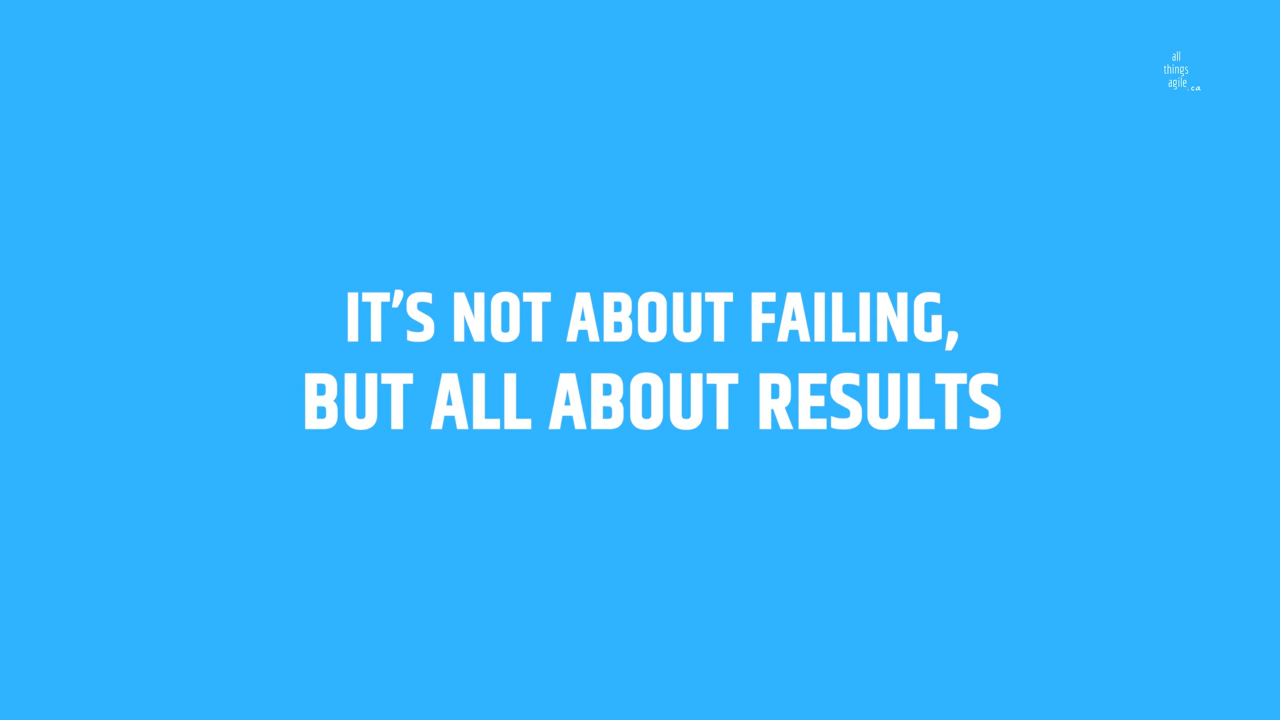 all
things
agile.ca
IT’S NOT ABOUT FAILING,
BUT ALL ABOUT RESULTS